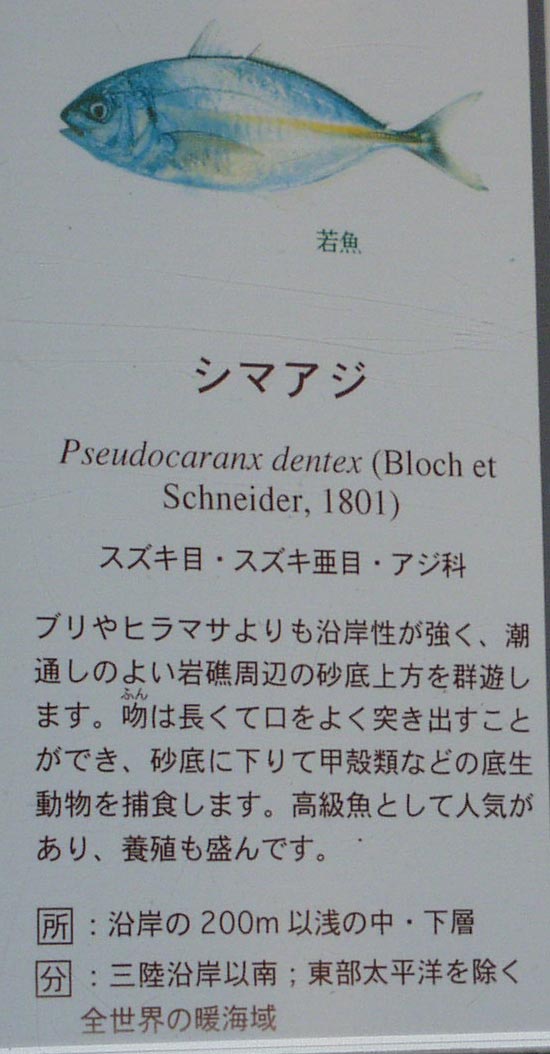 若魚
シマアジ
Pseudocaranx dentex (Bloch et
Schneider, 1801)
スズキ目・スズキ亜目・アジ科
ブリやヒラマサよりも沿岸性が強く、潮
通しのよい岩礁周辺の砂底上方を群遊し
ふん
ます。吻は長くて口をよく突き出すこと
ができ、砂底に下りて甲殻類などの底生
動物を捕食します。高級魚として人気が
あり、養殖も盛んです。
所：沿岸の 200m 以浅の中・下層
分：三陸沿岸以南；東部太平洋を除く
全世界の暖海域